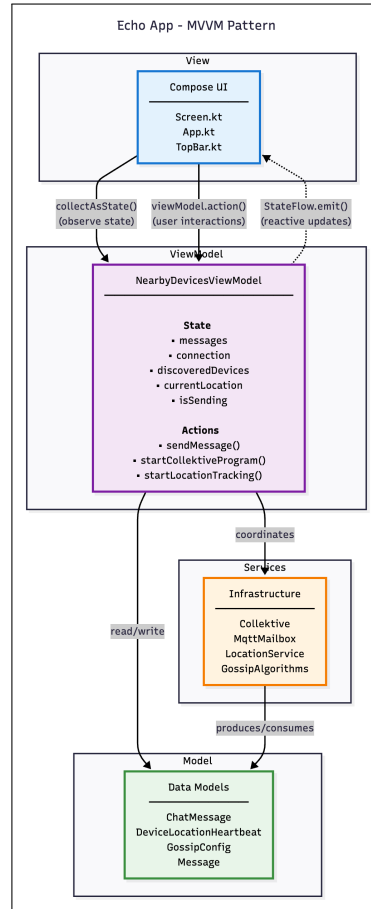 Echo App - MVVM Pattern
View
Compose UI
Screen.kt
App.kt
TopBar.kt
collectAsState()
(observe state)
viewModel.action()
(user interactions)
StateFlow.emit()
(reactive updates)
ViewModel
NearbyDevicesViewModel
State
▪ messages
▪ connection
▪ discoveredDevices
▪ currentLocation
▪ isSending
Actions
▪ sendMessage()
▪ startCollektiveProgram()
▪ startLocationTracking()
coordinates
Services
Infrastructure
Collektive
MqttMailbox
LocationService
GossipAlgorithms
read/write
produces/consumes
Model
Data Models
ChatMessage
DeviceLocationHeartbeat
GossipConfig
Message